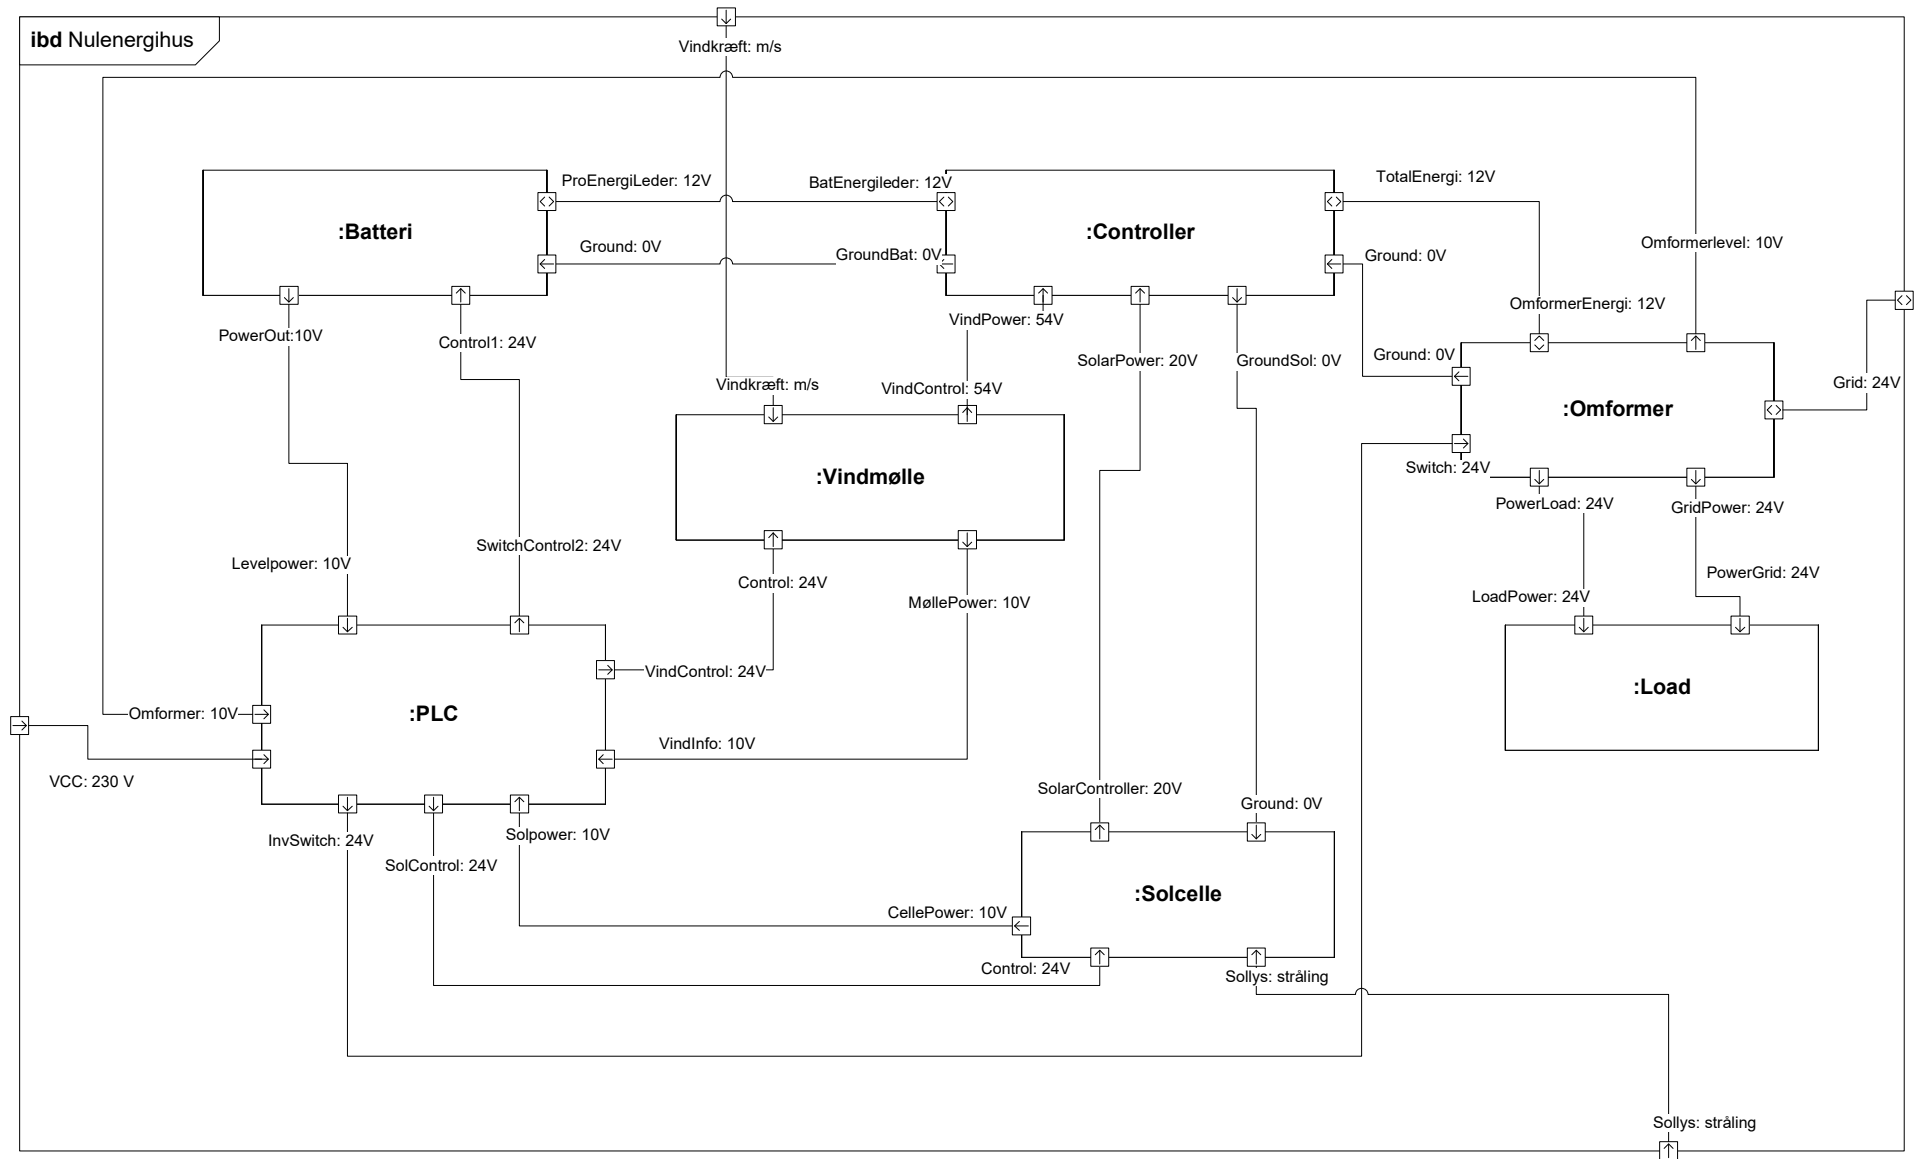 ibd Nulenergihus
Vindkræft: m/s
ProEnergiLeder: 12V
BatEnergileder: 12V
TotalEnergi: 12V
:Batteri
:Controller
Ground: 0V
GroundBat: 0V
Ground: 0V
Omformerlevel: 10V
OmformerEnergi: 12V
PowerOut:10V
Control1: 24V
VindPower: 54V
SolarPower: 20V
GroundSol: 0V
Ground: 0V
Vindkræft: m/s
VindControl: 54V
Grid: 24V
:Omformer
:Vindmølle
Switch: 24V
PowerLoad: 24V
GridPower: 24V
SwitchControl2: 24V
Levelpower: 10V
Control: 24V
MøllePower: 10V
PowerGrid: 24V
LoadPower: 24V
VindControl: 24V
:Load
Omformer: 10V
:PLC
VindInfo: 10V
VCC: 230 V
SolarController: 20V
Ground: 0V
InvSwitch: 24V
Solpower: 10V
SolControl: 24V
:Solcelle
CellePower: 10V
Control: 24V
Sollys: stråling
Sollys: stråling